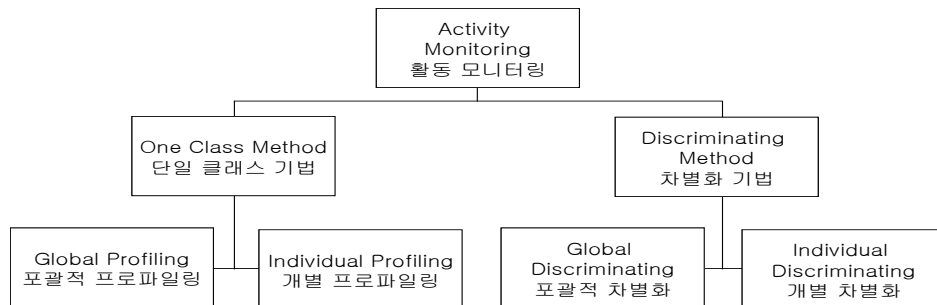 Activity
Monitoring
활동 모니터링
One Class Method
단일 클래스 기법
Discriminating
Method
차별화 기법
Global Profiling
포괄적 프로파일링
Individual Profiling
개별 프로파일링
Global
Discriminating
포괄적 차별화
Individual
Discriminating
개별 차별화